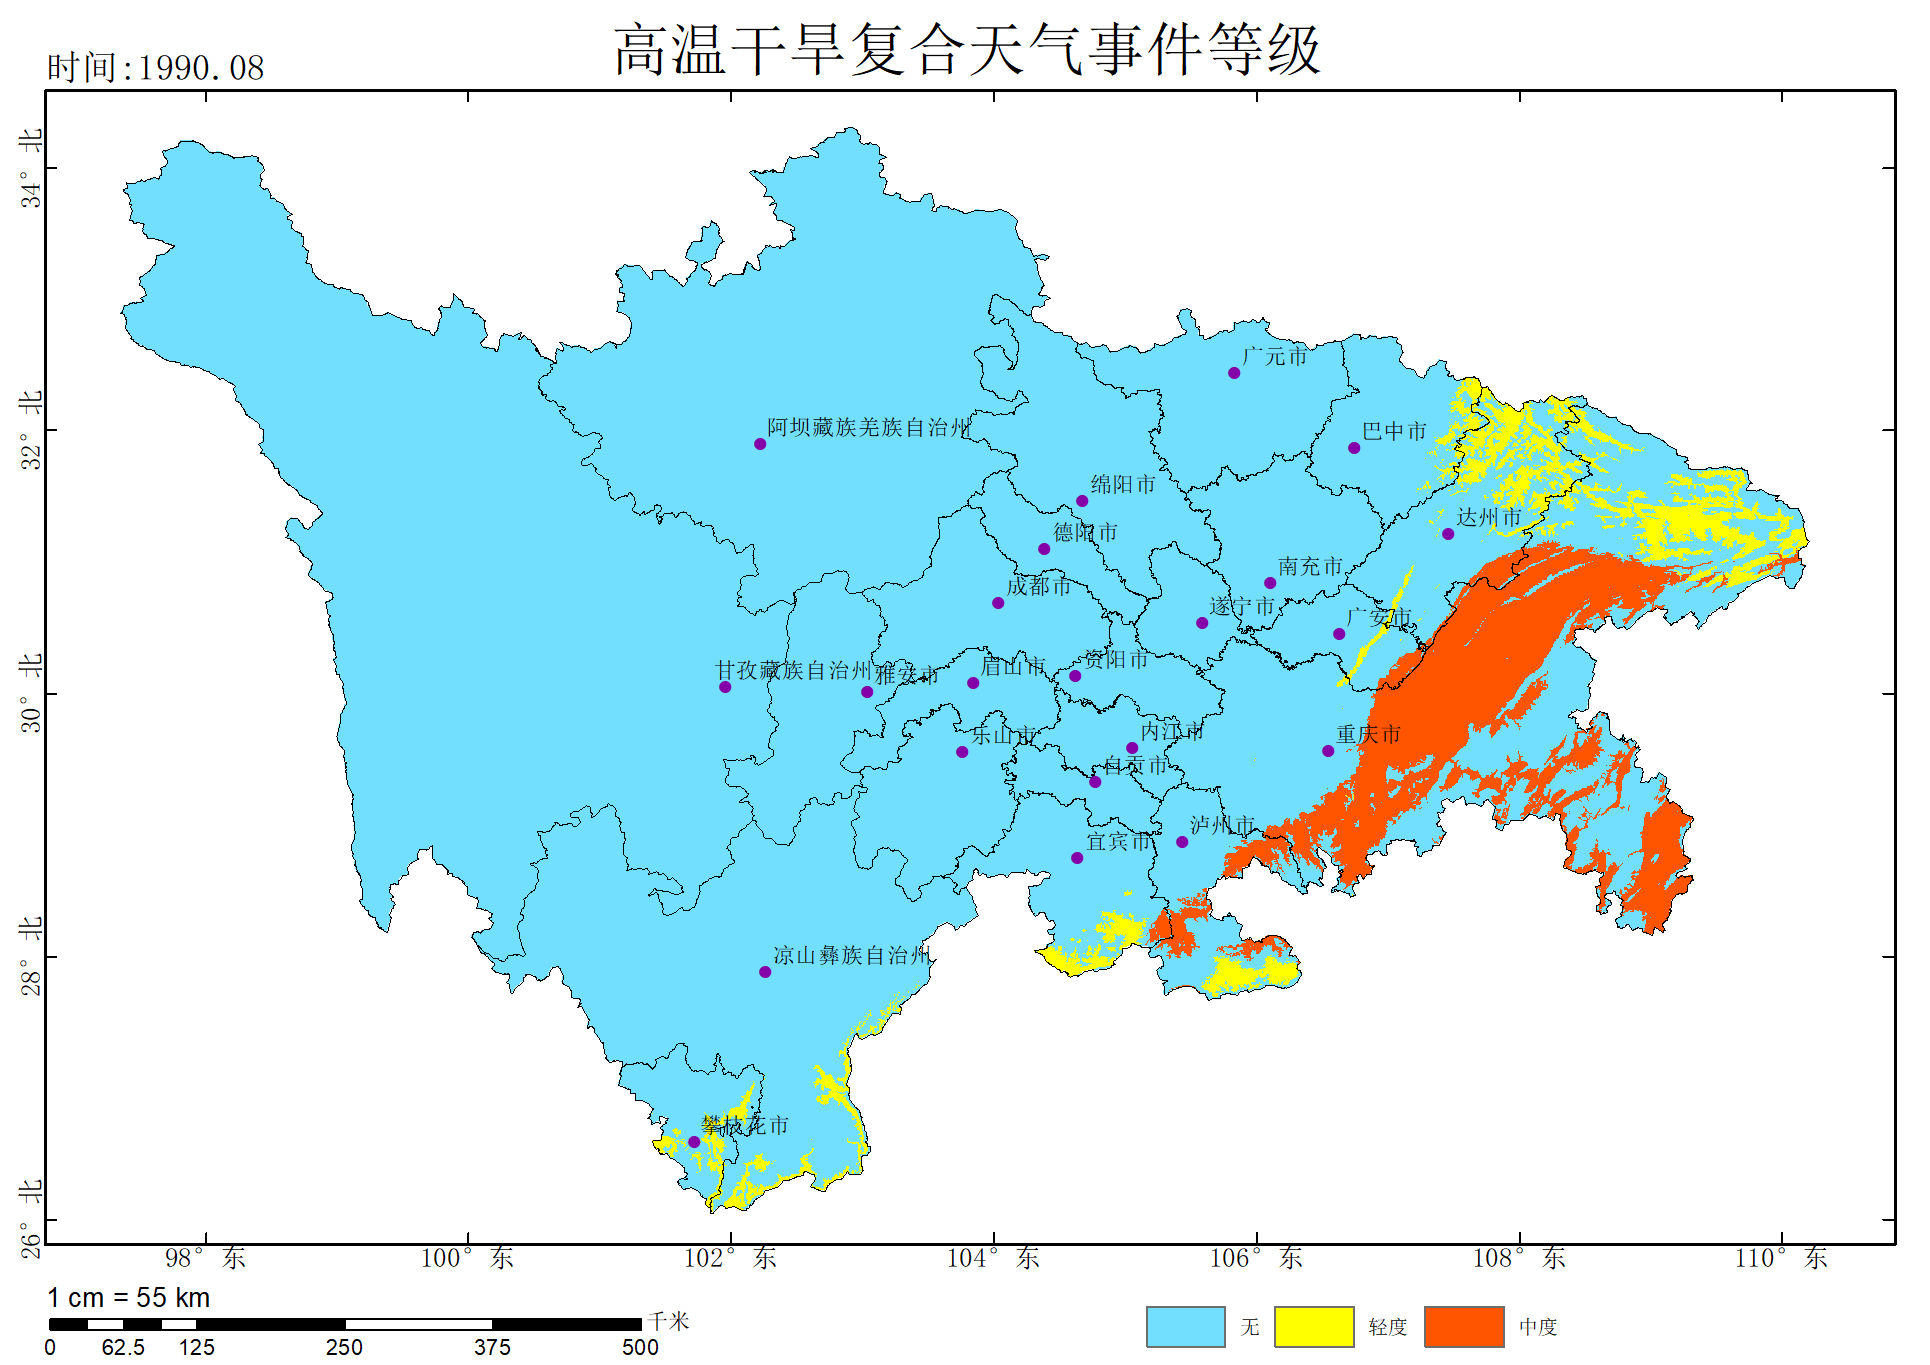 高温干旱复合天气事件等级
时间:1990.08
34° 北
32° 北
30° 北
28° 北
26° 北
广元市
阿坝藏族羌族自治州
巴中市
绵阳市
达州市
德阳市
南充市
成都市
遂宁市
广安市
甘孜藏族自治州
雅安市
眉山市
资阳市
乐山市
内江市
重庆市
自贡市
宜宾市
泸州市
凉山彝族自治州
攀枝花市
98° 东
100° 东
102° 东
104° 东
106° 东
108° 东
110° 东
1 cm = 55 km
千米
0 62.5 125 250 375 500
无 轻度 中度